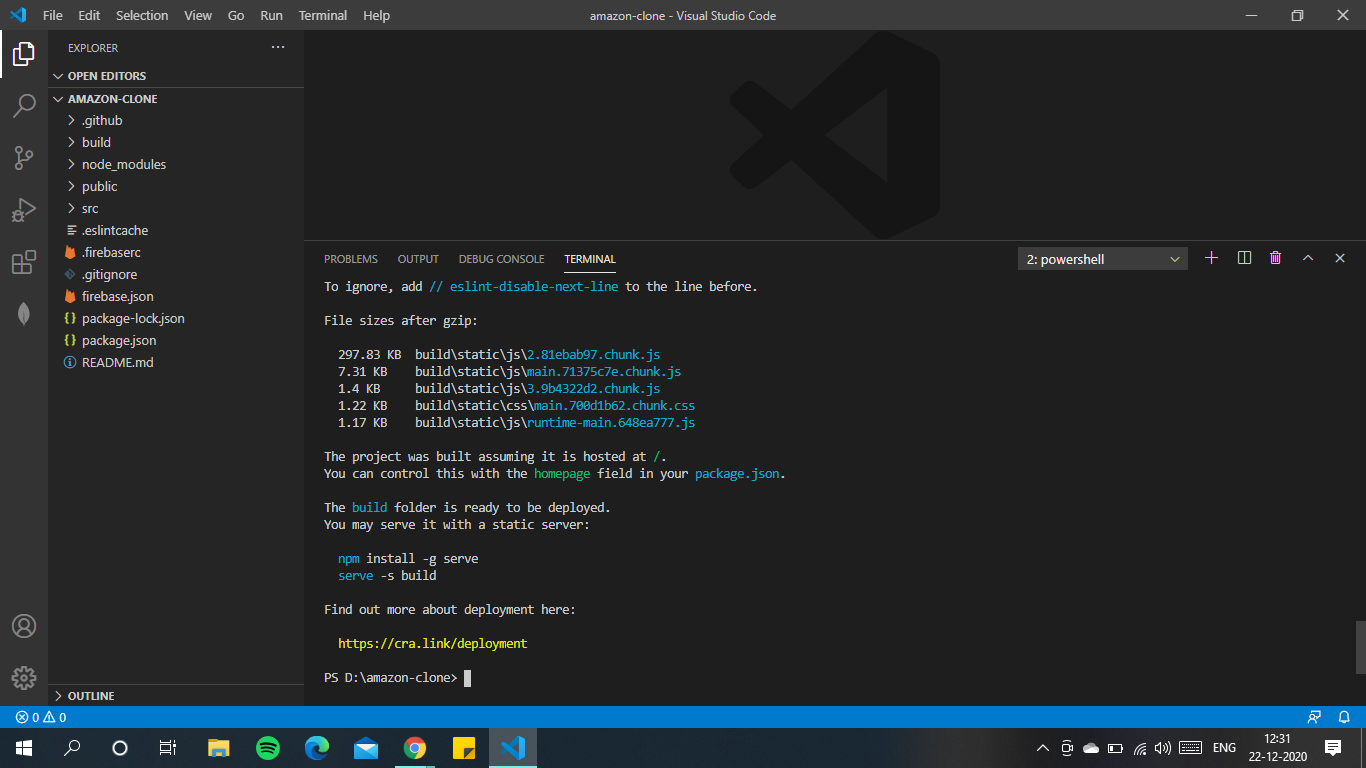 File Edit Selection View Go Run Terminal Help amazon-clone - Visual Studio Code
EXPLORER
OPEN EDITORS
AMAZON-CLONE
.github
build
node_modules
public
src
.eslintcache
.firebaserc
.gitignore
firebase.json
package-lock.json
package.json
README.md
OUTLINE
PROBLEMS OUTPUT DEBUG CONSOLE TERMINAL 2: powershell
To ignore, add // eslint-disable-next-line to the line before.
File sizes after gzip:
297.83 KB build\static\js\2.81ebab97.chunk.js
7.31 KB build\static\js\main.71375c7e.chunk.js
1.4 KB build\static\js\3.9b4322d2.chunk.js
1.22 KB build\static\css\main.700d1b62.chunk.css
1.17 KB build\static\js\runtime-main.648ea777.js
The project was built assuming it is hosted at /.
You can control this with the homepage field in your package.json.
The build folder is ready to be deployed.
You may serve it with a static server:
npm install -g serve
serve -s build
Find out more about deployment here:
https://cra.link/deployment
PS D:\amazon-clone>
0 0
ENG
12:31
22-12-2020